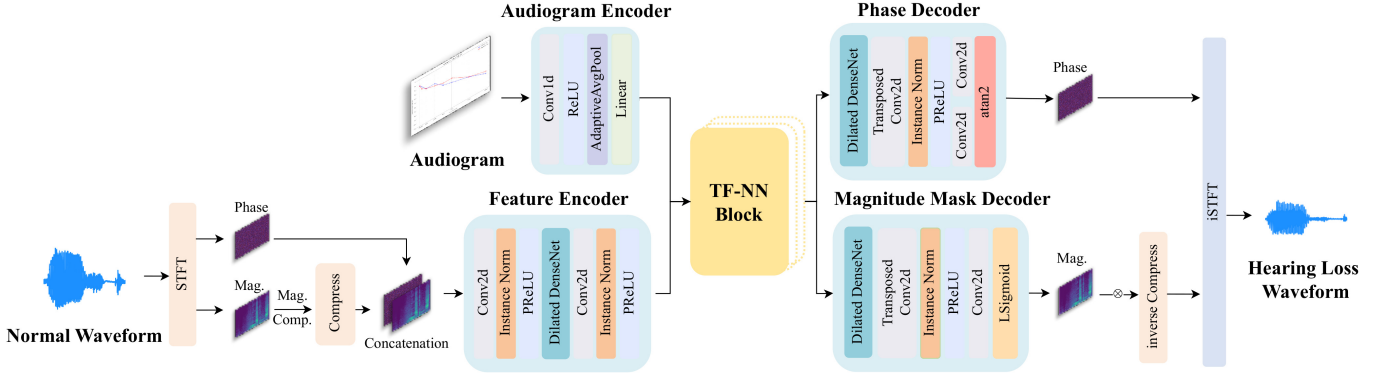 Audiogram Encoder
Conv1d
ReLU
AdaptiveAvgPool
Linear
Audiogram
Normal Waveform
STFT
Phase
Mag.
Mag.
Comp.
Compress
Concatenation
Feature Encoder
Conv2d
Instance Norm
PReLU
Dilated DenseNet
Conv2d
Instance Norm
PReLU
TF-NN
Block
Phase Decoder
Dilated DenseNet
Transposed
Conv2d
Instance Norm
PReLU
Conv2d
Conv2d
atan2
Phase
Magnitude Mask Decoder
Dilated DenseNet
Transposed
Conv2d
Instance Norm
PReLU
Conv2d
LSigmoid
Mag.
⊗
inverse Compress
iSTFT
Hearing Loss
Waveform